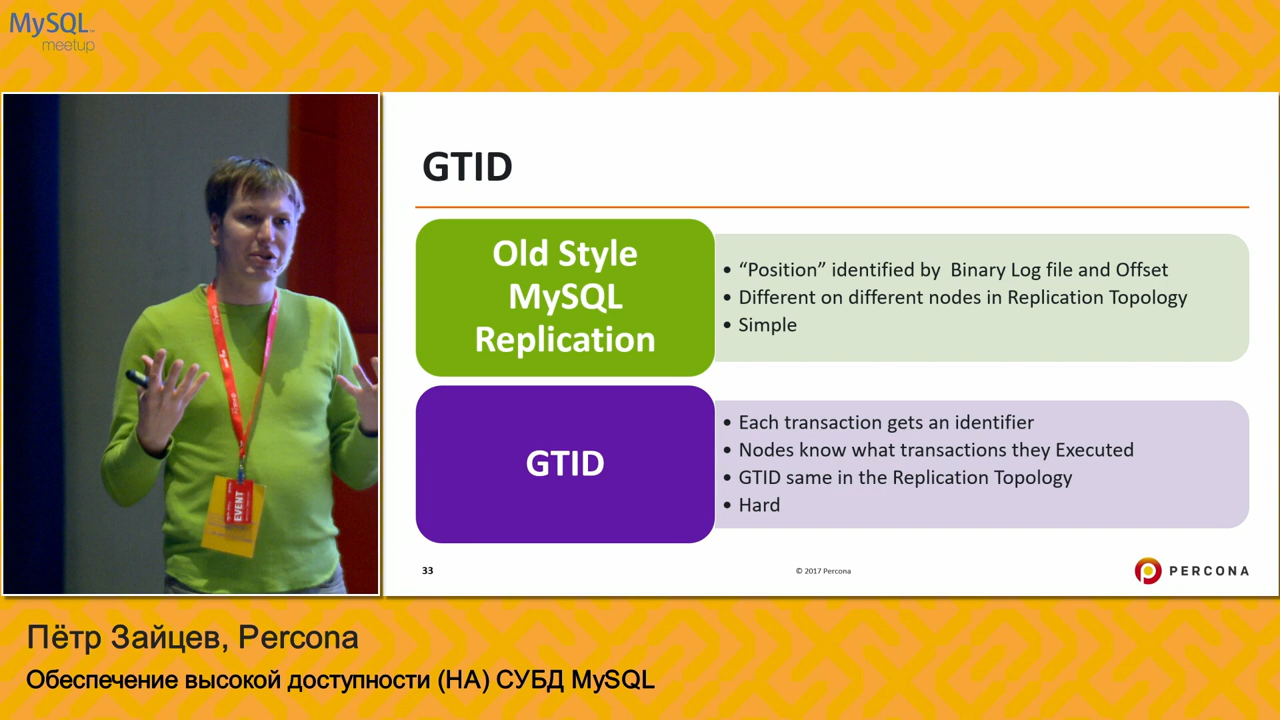 MySQL
meetup
GTID
Old Style
MySQL
Replication
• “Position” identified by Binary Log file and Offset
• Different on different nodes in Replication Topology
• Simple
GTID
• Each transaction gets an identifier
• Nodes know what transactions they Executed
• GTID same in the Replication Topology
• Hard
33
© 2017 Percona
PERCONA
EVENT
Пётр Зайцев, Percona
Обеспечение высокой доступности (HA) СУБД MySQL